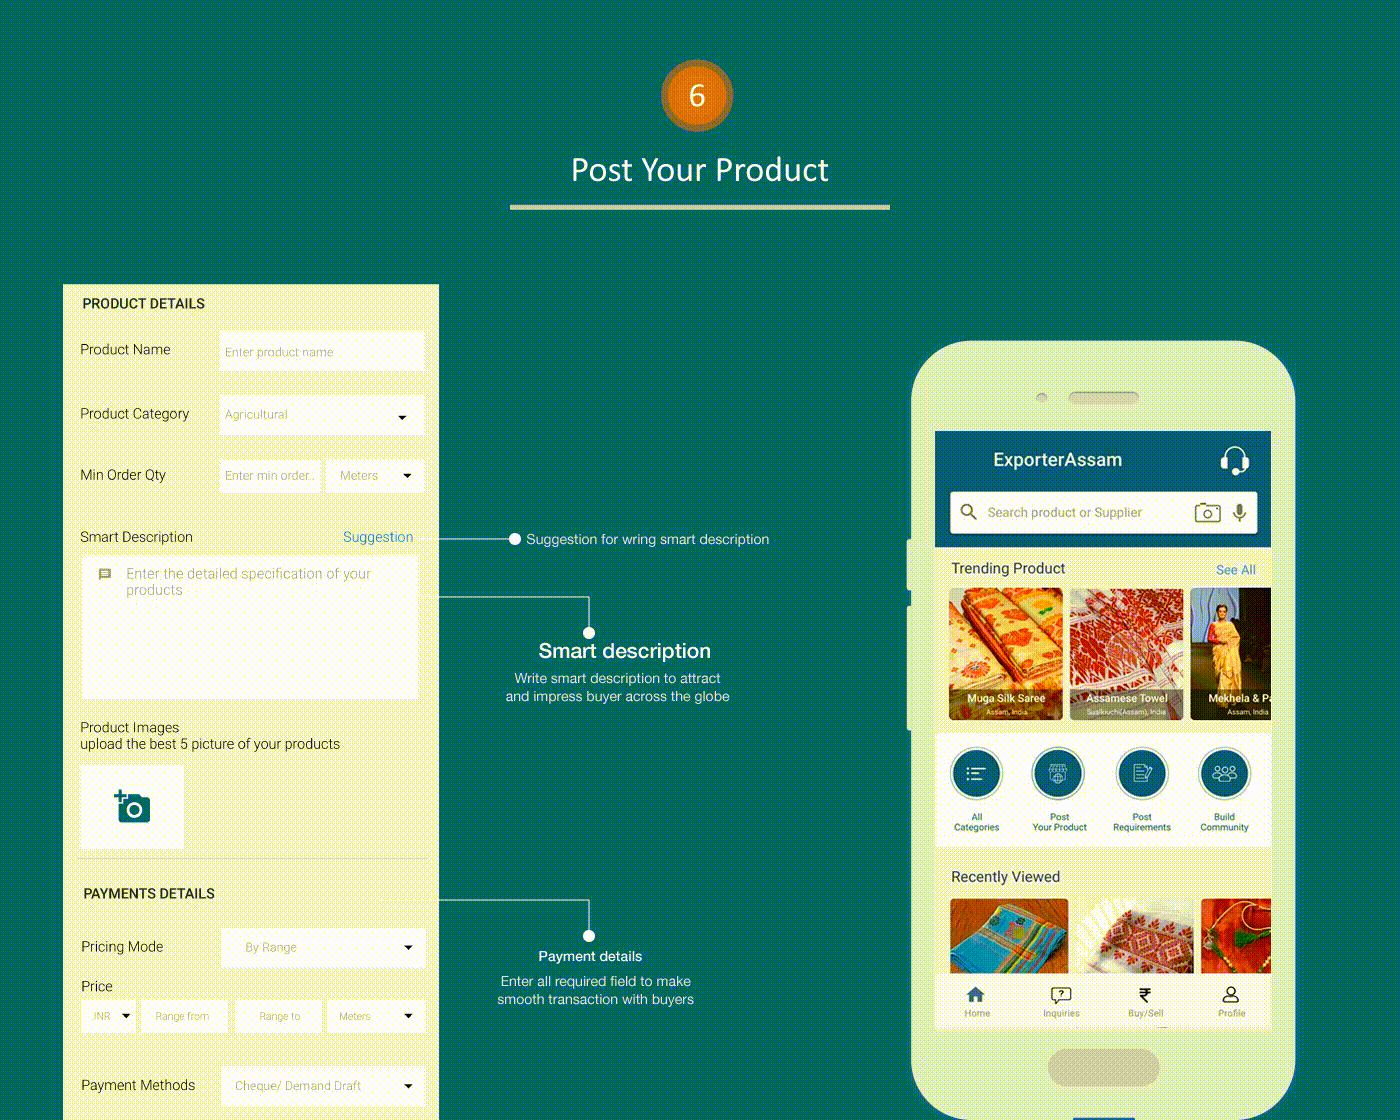 6
Post Your Product
PRODUCT DETAILS
Product Name
Enter product name
Product Category
Agricultural
Min Order Qty
Enter min order..
Meters
Smart Description
Suggestion
Enter the detailed specification of your
products
Product Images
upload the best 5 picture of your products
PAYMENTS DETAILS
Pricing Mode
By Range
Price
INR
Range from
Range to
Meters
Payment Methods
Cheque/ Demand Draft
Suggestion for wring smart description
Smart description
Write smart description to attract
and impress buyer across the globe
Payment details
Enter all required field to make
smooth transaction with buyers
ExporterAssam
Search product or Supplier
Trending Product
See All
Muga Silk Saree
Assam, India
Assamese Towel
Sualkuchi(Assam), India
Mekhela & Pa
Assam, India
All
Categories
Post
Your Product
Post
Requirements
Build
Community
Recently Viewed
Home
Inquiries
Buy/Sell
Profile